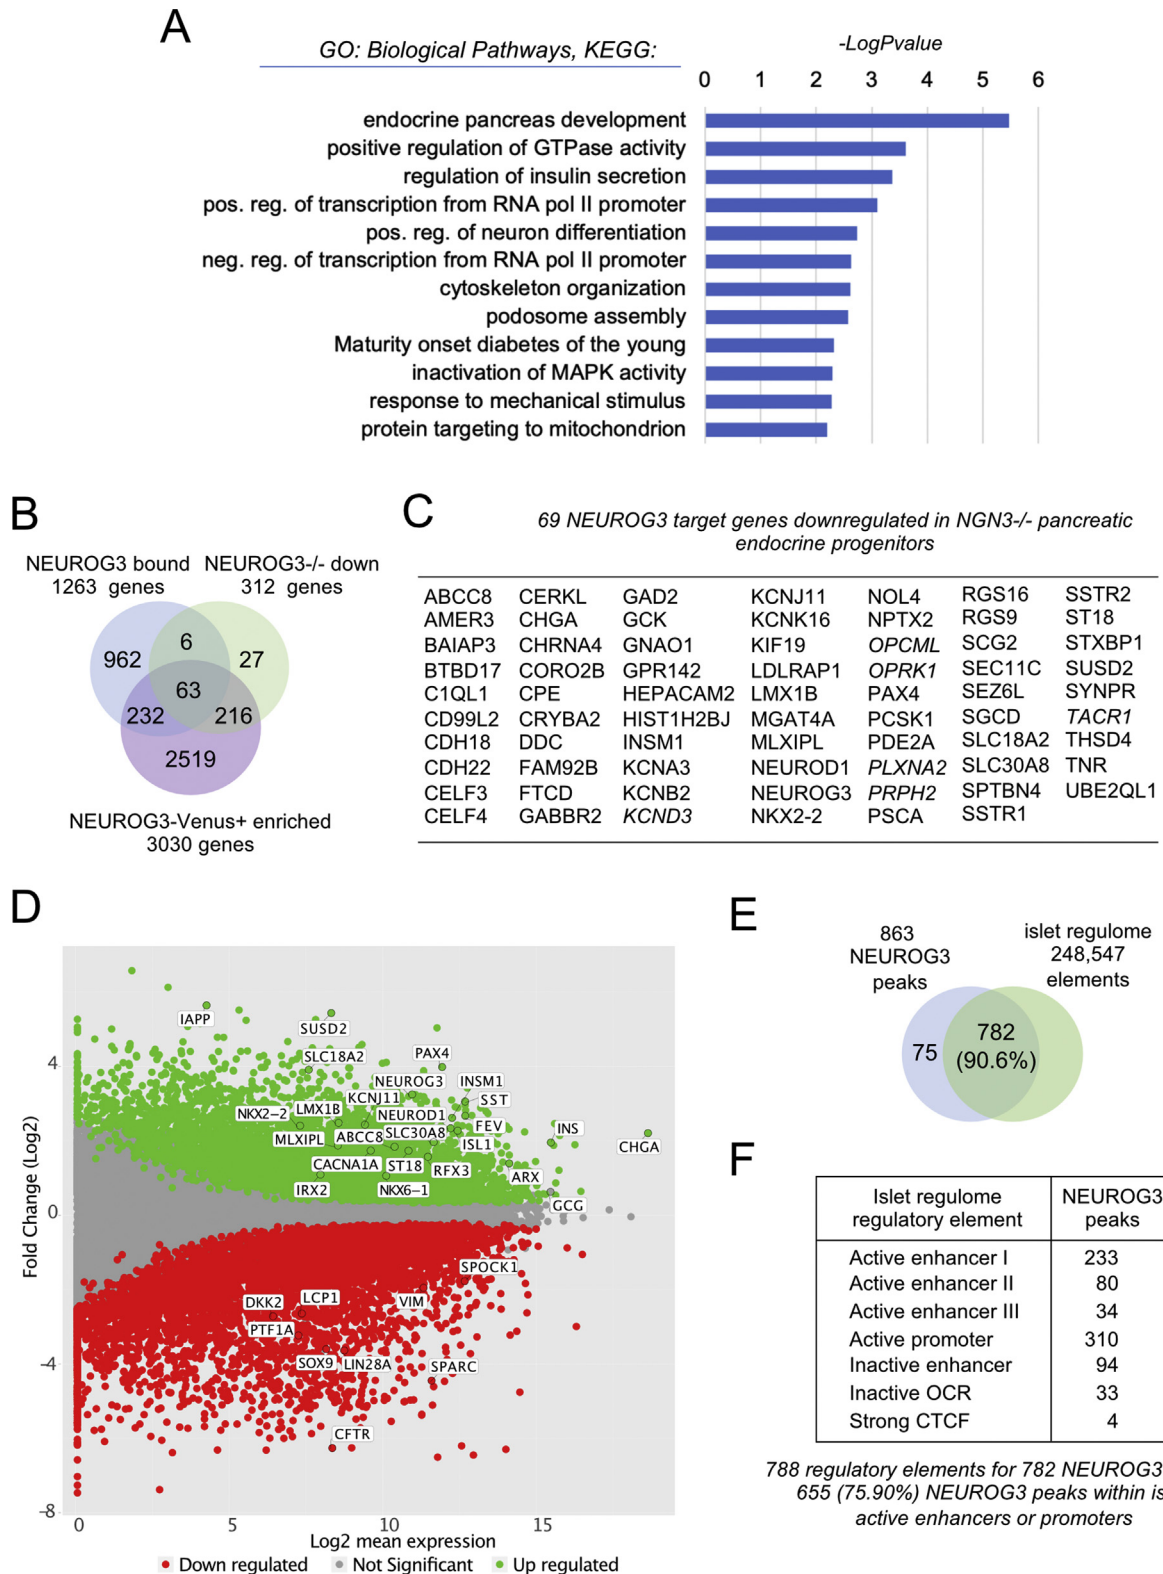 A
GO: Biological Pathways, KEGG:
-LogPvalue
0 1 2 3 4 5 6
endocrine pancreas development
positive regulation of GTPase activity
regulation of insulin secretion
pos. reg. of transcription from RNA pol II promoter
pos. reg. of neuron differentiation
neg. reg. of transcription from RNA pol II promoter
cytoskeleton organization
podosome assembly
Maturity onset diabetes of the young
inactivation of MAPK activity
response to mechanical stimulus
protein targeting to mitochondrion
B
NEUROG3 bound
1263 genes
NEUROG3-/- down
312 genes
962
6
27
63
232
216
2519
NEUROG3-Venus+ enriched
3030 genes
C
69 NEUROG3 target genes downregulated in NGN3-/- pancreatic
endocrine progenitors
ABCC8 CERKL GAD2 KCNJ11 NOL4 RGS16 SSTR2
AMER3 CHGA GCK KCNK16 NPTX2 RGS9 ST18
BAIAP3 CHRNA4 GNAO1 KIF19 OPCML SCG2 STXBP1
BTBD17 CORO2B GPR142 LDLRAP1 OPRK1 SEC11C SUSD2
C1QL1 CPE HEPACAM2 LMX1B PAX4 SEZ6L SYNPR
CD99L2 CRYBA2 HIST1H2BJ MGAT4A PCSK1 SGCD TACR1
CDH18 DDC INSM1 MLXIPL PDE2A SLC18A2 THSD4
CDH22 FAM92B KCNA3 NEUROD1 PLXNA2 SLC30A8 TNR
CELF3 FTCD KCNB2 NEUROG3 PRPH2 SPTBN4 UBE2QL1
CELF4 GABBR2 KCND3 NKX2-2 PSCA SSTR1
D
Fold Change (Log2)
4
0
-4
-8
IAPP
SUSD2
SLC18A2
PAX4
NEUROG3
INSM1
KCNJ11
SST
NKX2-2
LMX1B
NEUROD1
FEV
INS
MLXIPL
ABCC8
SLC30A8
ISL1
CHGA
CACNA1A
ST18
RFX3
ARX
IRX2
NKX6-1
GCG
SPOCK1
DKK2
LCP1
VIM
PTF1A
SOX9
LIN28A
SPARC
CFTR
0 5 10 15
Log2 mean expression
Down regulated Not Significant Up regulated
E
863
NEUROG3
peaks
islet regulome
248,547
elements
75
782
(90.6%)
F
Islet regulome
regulatory element
NEUROG3
peaks
Active enhancer I 233
Active enhancer II 80
Active enhancer III 34
Active promoter 310
Inactive enhancer 94
Inactive OCR 33
Strong CTCF 4
788 regulatory elements for 782 NEUROG3
655 (75.90%) NEUROG3 peaks within is
active enhancers or promoters